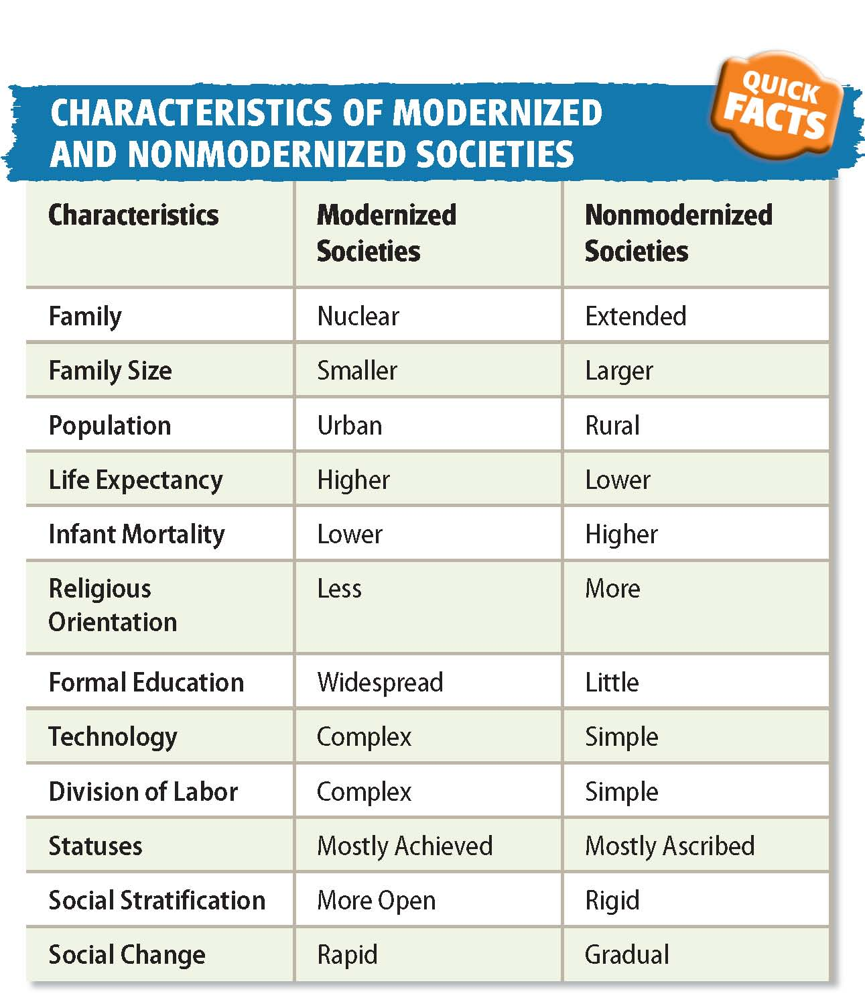 QUICK
FACTS
CHARACTERISTICS OF MODERNIZED
AND NONMODERNIZED SOCIETIES
Characteristics Modernized Societies Nonmodernized Societies
Family Nuclear Extended
Family Size Smaller Larger
Population Urban Rural
Life Expectancy Higher Lower
Infant Mortality Lower Higher
Religious Orientation Less More
Formal Education Widespread Little
Technology Complex Simple
Division of Labor Complex Simple
Statuses Mostly Achieved Mostly Ascribed
Social Stratification More Open Rigid
Social Change Rapid Gradual